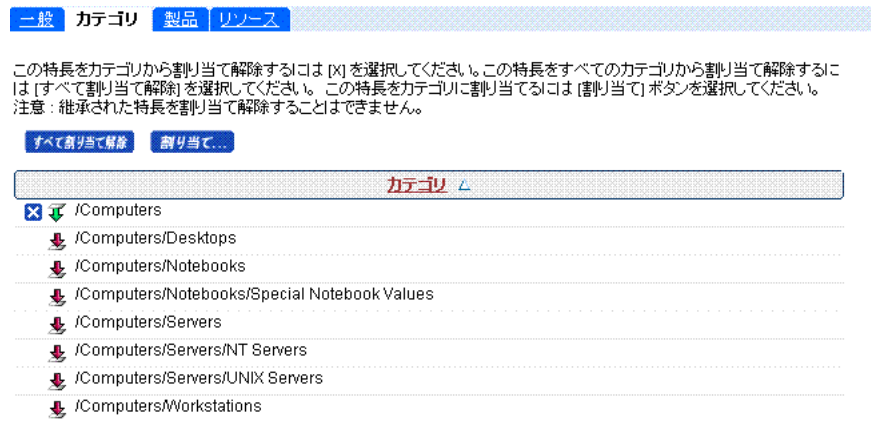 一般 カテゴリ 製品 リソース
この特長をカテゴリから割り当て解除するには [X] を選択してください。この特長をすべてのカテゴリから割り当て解除するに
は [すべて割り当て解除] を選択してください。 この特長をカテゴリに割り当てるには [割り当て] ボタンを選択してください。
注意 : 継承された特長を割り当て解除することはできません。
すべて割り当て解除 割り当て...
カテゴリ
/Computers
/Computers/Desktops
/Computers/Notebooks
/Computers/Notebooks/Special Notebook Values
/Computers/Servers
/Computers/Servers/NT Servers
/Computers/Servers/UNIX Servers
/Computers/Workstations